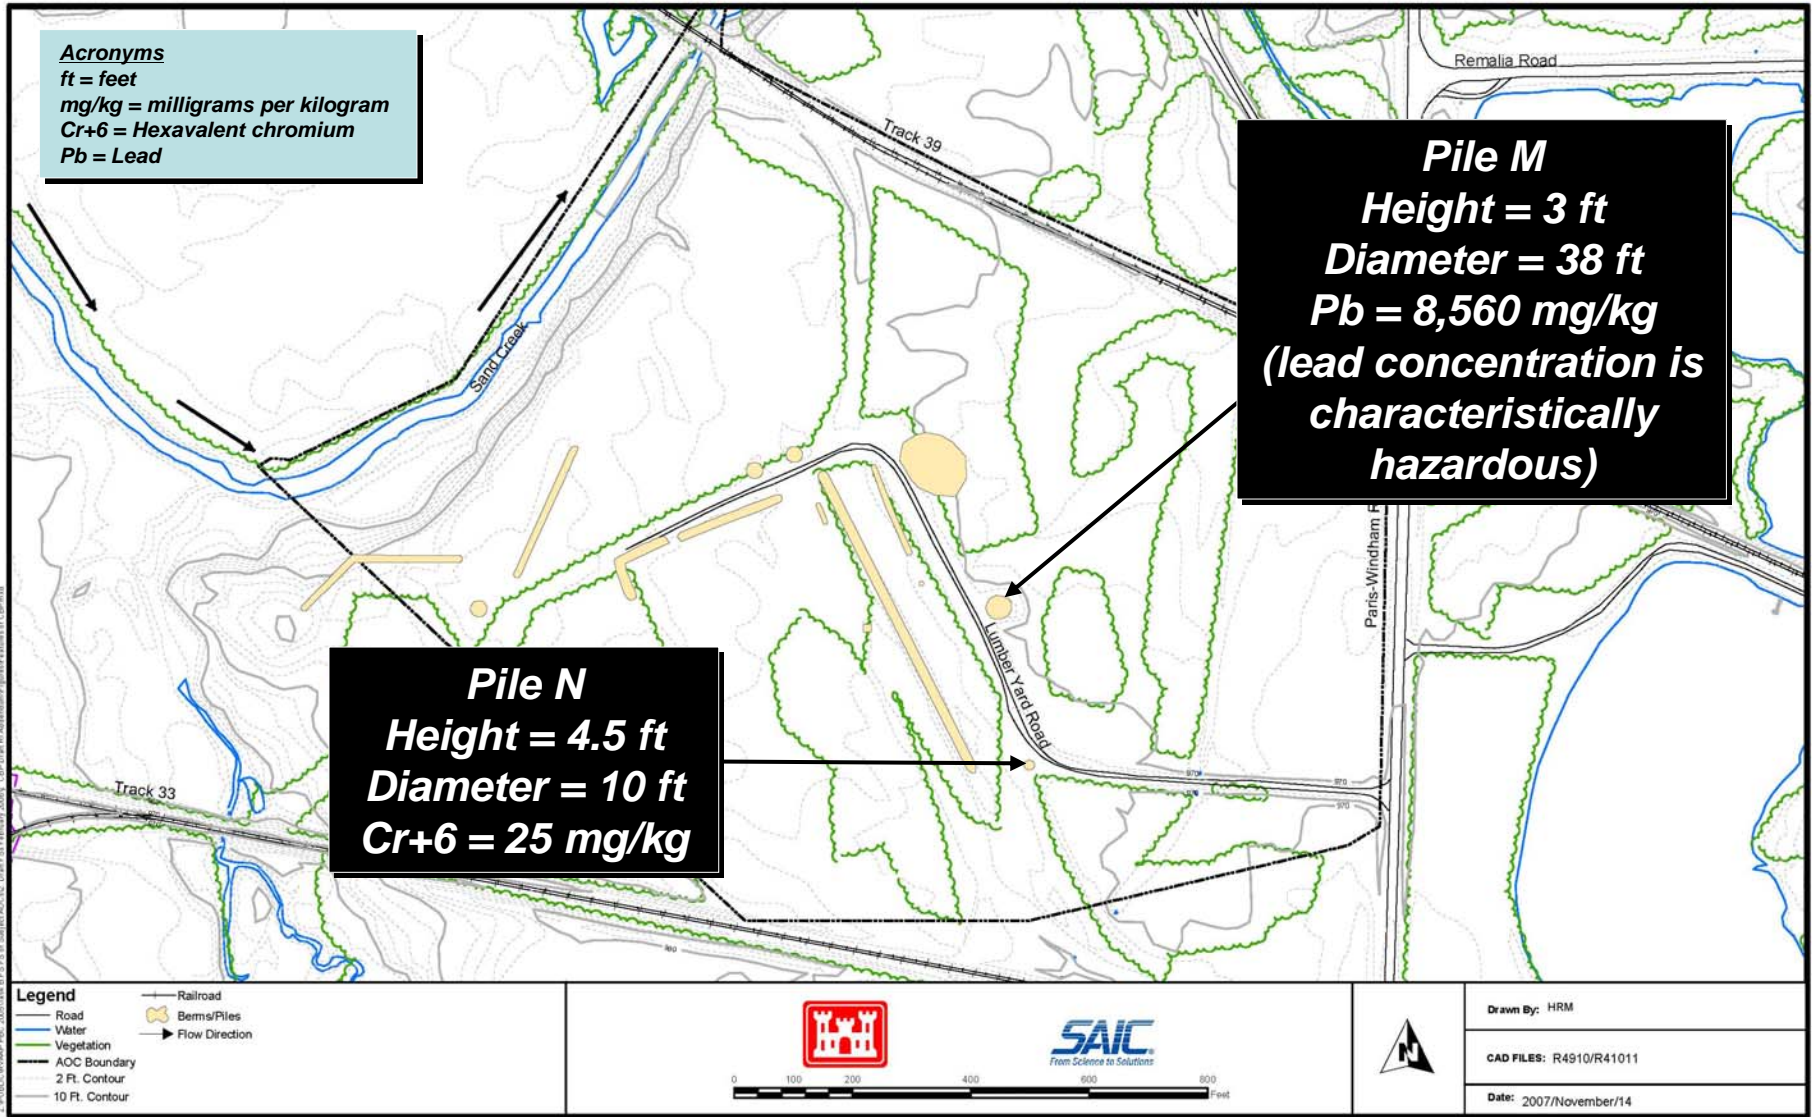 Acronyms
ft = feet
mg/kg = milligrams per kilogram
Cr+6 = Hexavalent chromium
Pb = Lead
Remalia Road
Track 39
Pile M
Height = 3 ft
Diameter = 38 ft
Pb = 8,560 mg/kg
(lead concentration is
characteristically
hazardous)
Sand Creek
Paris-Windham R
Lumber Yard Road
Pile N
Height = 4.5 ft
Diameter = 10 ft
Cr+6 = 25 mg/kg
Track 33
970
970
970
970
Legend
Road
Water
Vegetation
AOC Boundary
2 Ft. Contour
10 Ft. Contour
Railroad
Berms/Piles
Flow Direction
SAIC
From Science to Solutions
0 100 200 400 600 800
Feet
N
Drawn By: HRM
CAD FILES: R4910/R41011
Date: 2007/November/14